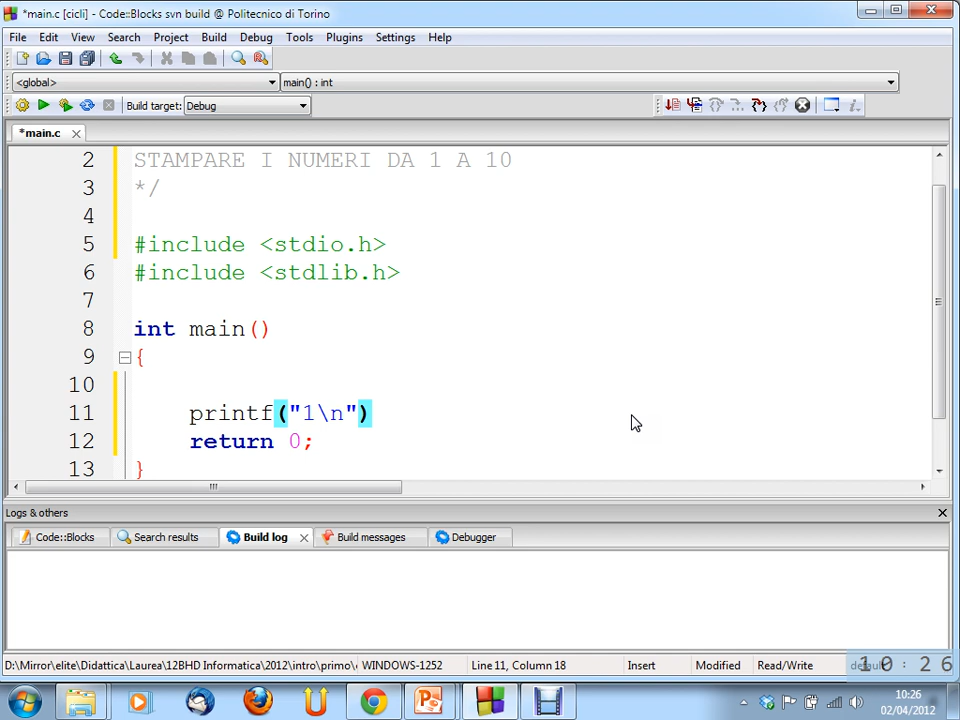 *main.c [cicli] - Code::Blocks svn build @ Politecnico di Torino
File Edit View Search Project Build Debug Tools Plugins Settings Help
<global> main() : int
Build target: Debug
*main.c
2 STAMPARE I NUMERI DA 1 A 10
3 */
4
5 #include <stdio.h>
6 #include <stdlib.h>
7
8 int main()
9 {
10
11 printf("1\n")
12 return 0;
13 }
Logs & others
Code::Blocks Search results Build log Build messages Debugger
D:\Mirror\elite\Didattica\Laurea\12BHD Informatica\2012\intro\primo\ WINDOWS-1252 Line 11, Column 18 Insert Modified Read/Write default
10:26
10:26
02/04/2012